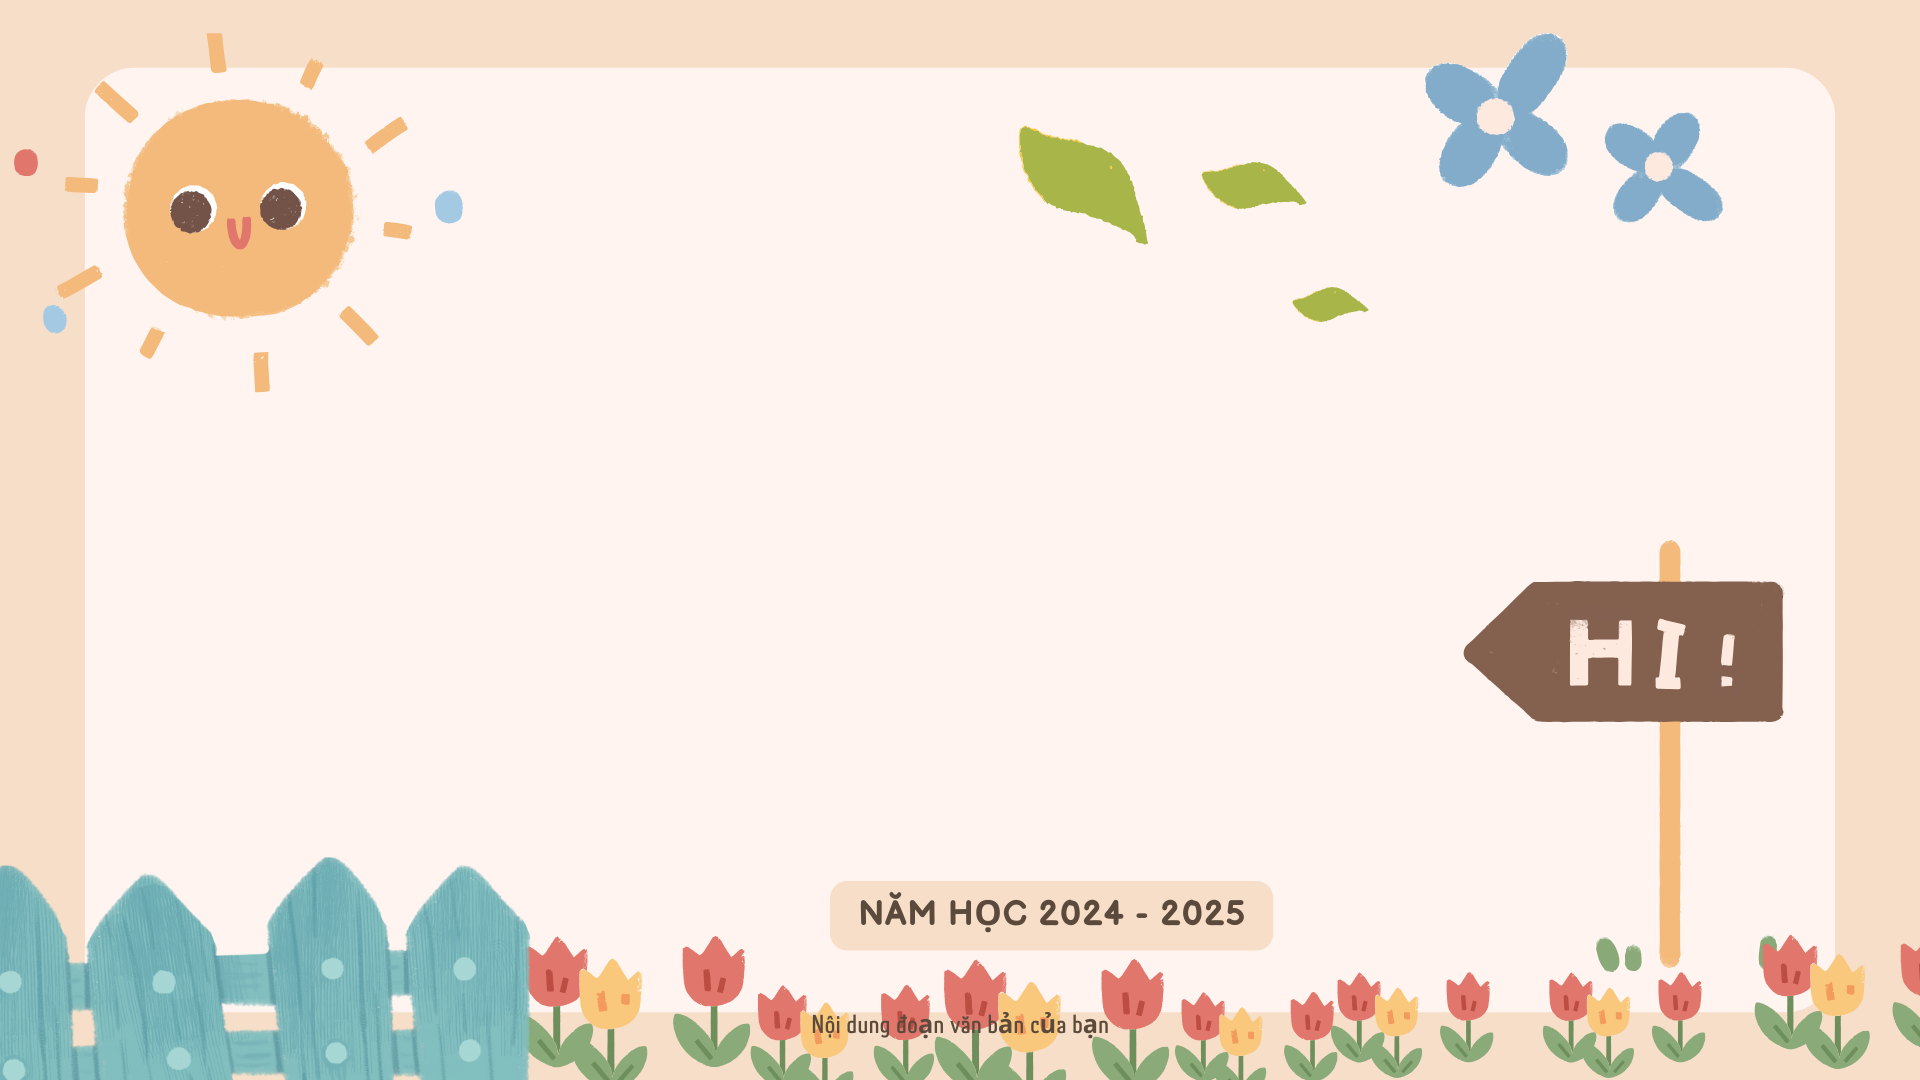 HI!
NĂM HỌC 2024 - 2025
Nội dung đoạn văn bản của bạn